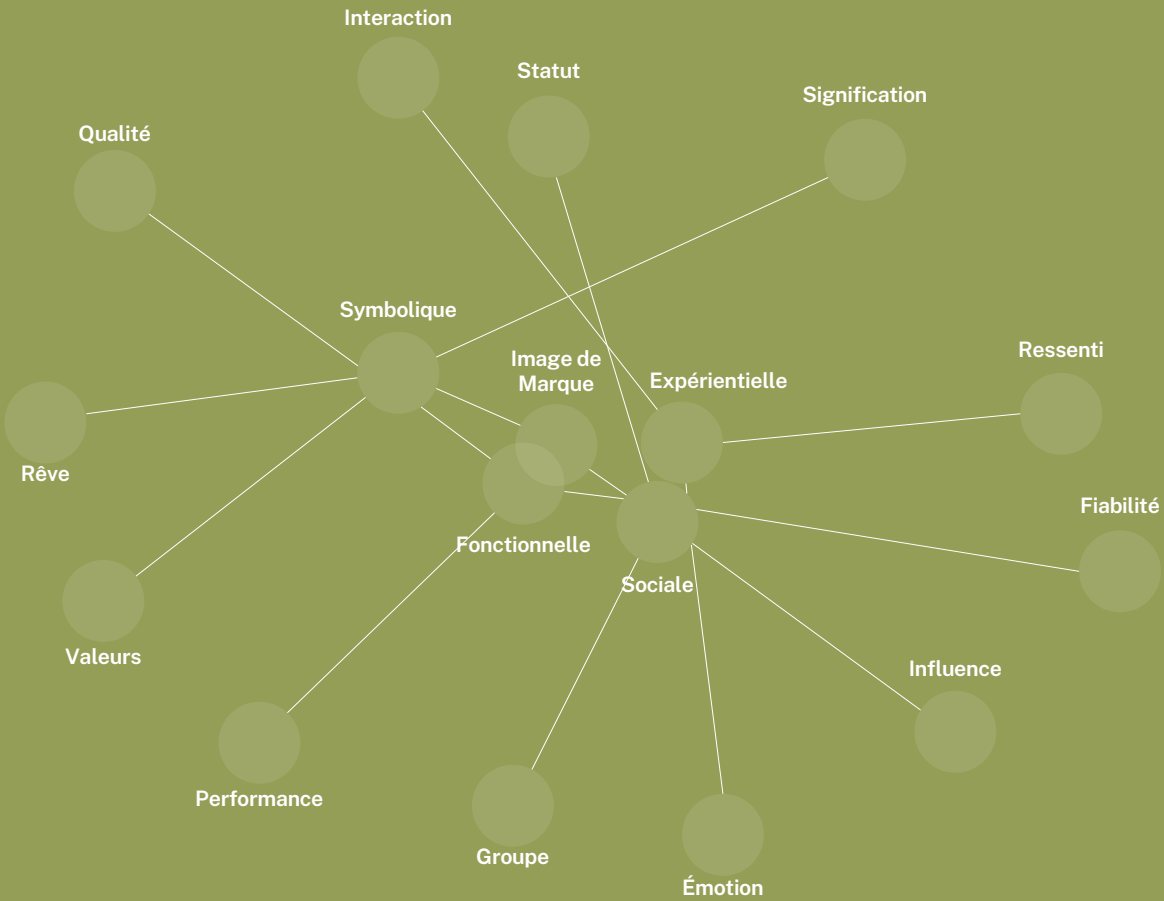 Interaction
Statut
Signification
Qualité
Symbolique
Image de
Marque
Expérientielle
Ressenti
Rêve
Fiabilité
Fonctionnelle
Sociale
Valeurs
Influence
Performance
Groupe
Émotion